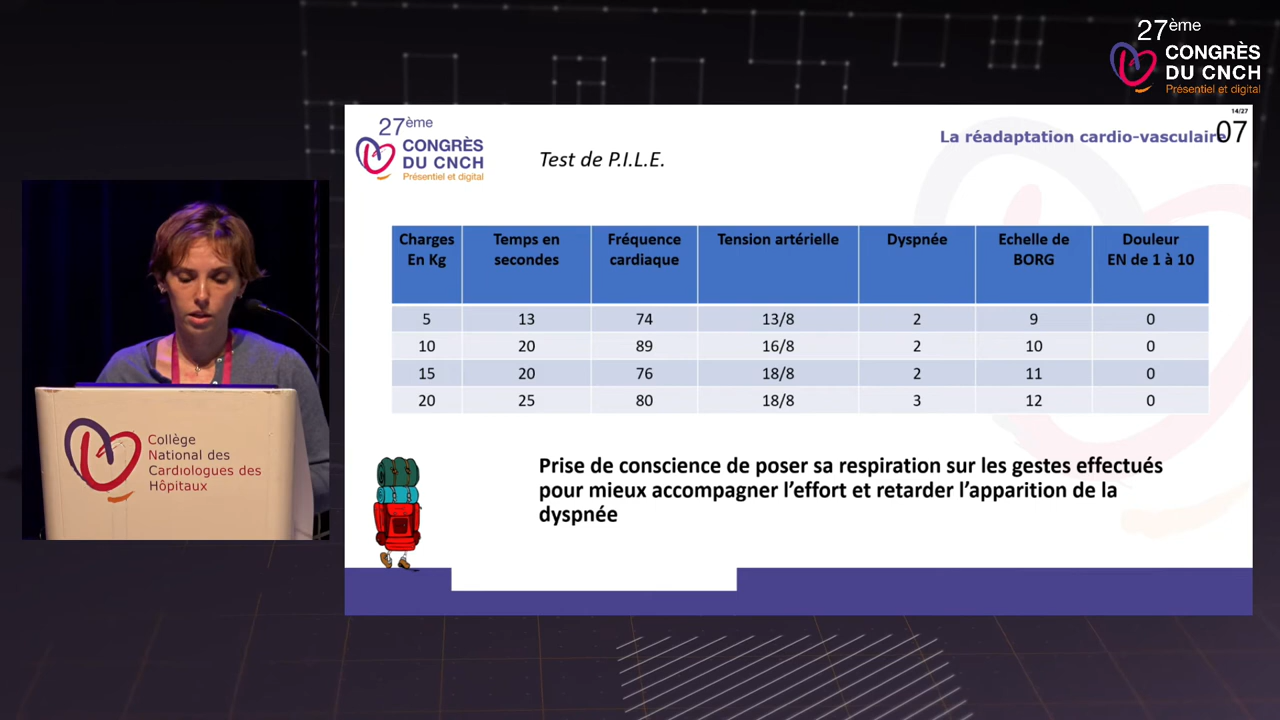 27ème
CONGRÈS
DU CNCH
Présentiel et digital
27ème
CONGRÈS
DU CNCH
Présentiel et digital
Test de P.I.L.E.
14/27
La réadaptation cardio-vasculaire
07
Charges En Kg Temps en secondes Fréquence cardiaque Tension artérielle Dyspnée Echelle de BORG Douleur EN de 1 à 10
5 13 74 13/8 2 9 0
10 20 89 16/8 2 10 0
15 20 76 18/8 2 11 0
20 25 80 18/8 3 12 0
Prise de conscience de poser sa respiration sur les gestes effectués
pour mieux accompagner l'effort et retarder l'apparition de la
dyspnée
Collège
National des
Cardiologues des
Hôpitaux